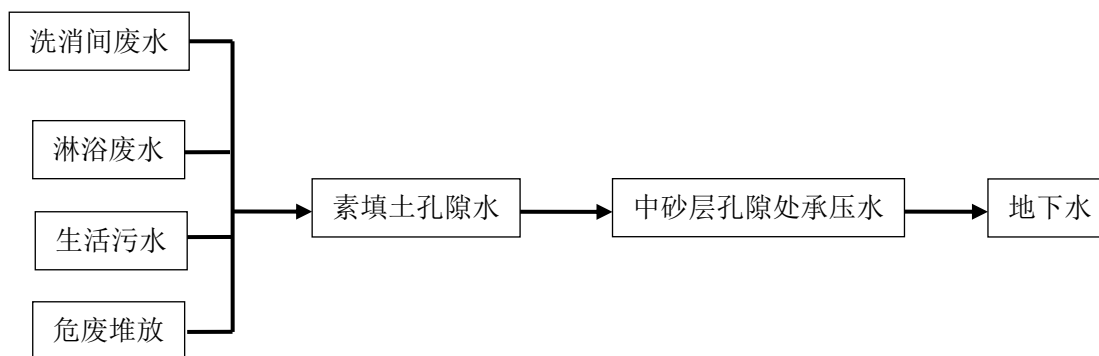 洗消间废水
淋浴废水
生活污水
危废堆放
素填土孔隙水
中砂层孔隙处承压水
地下水